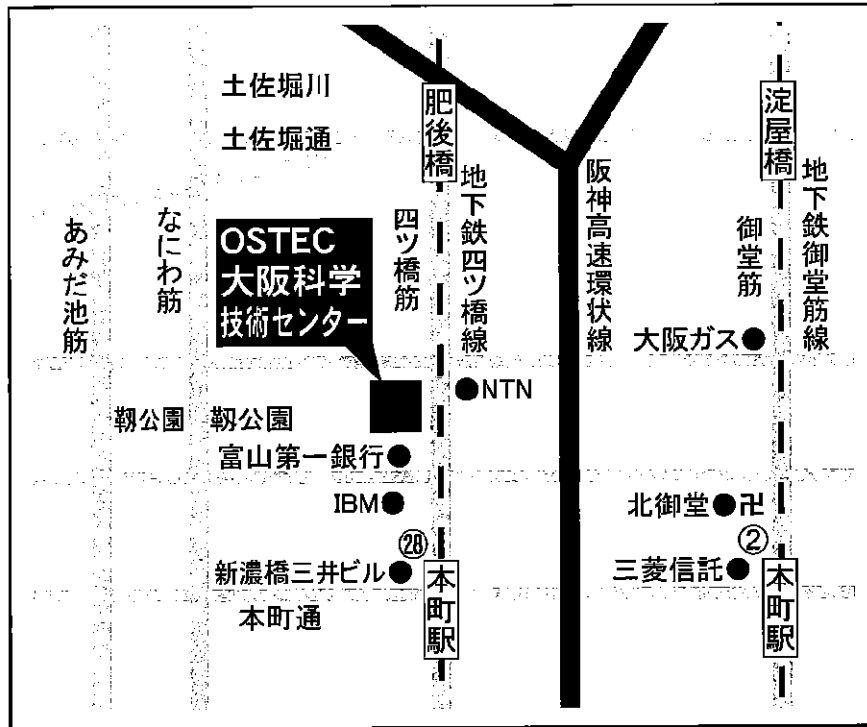 土佐堀川
土佐堀通
肥後橋
淀屋橋
あみだ池筋
なにわ筋
四ツ橋筋
地下鉄四ツ橋線
阪神高速環状線
御堂筋
地下鉄御堂筋線
OSTEC
大阪科学
技術センター
大阪ガス
NTN
靭公園
靭公園
富山第一銀行
IBM
北御堂 卍
㉘
②
新濃橋三井ビル
三菱信託
本町駅
本町駅
本町通